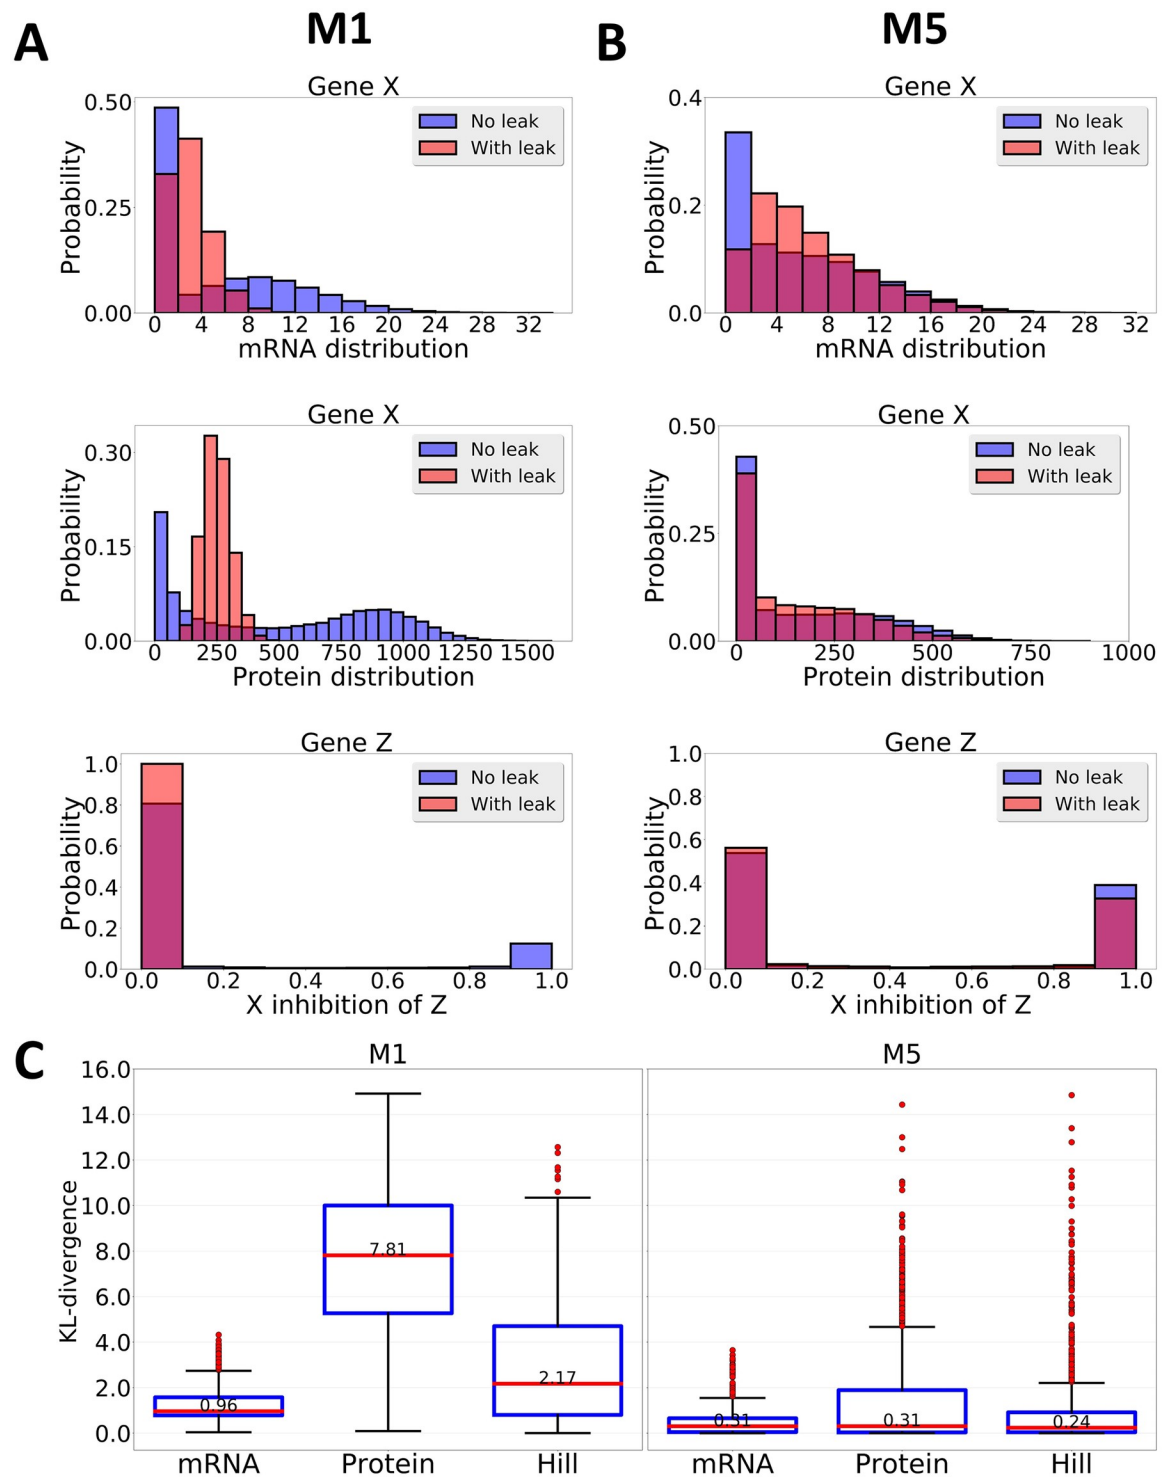 A
M1
B
M5
Gene X
No leak
With leak
Probability
0.50
0.25
0.00
0 4 8 12 16 20 24 28 32
mRNA distribution
Gene X
No leak
With leak
Probability
0.4
0.2
0.0
0 4 8 12 16 20 24 28 32
mRNA distribution
Gene X
No leak
With leak
Probability
0.30
0.15
0.00
0 250 500 750 1000 1250 1500
Protein distribution
Gene X
No leak
With leak
Probability
0.50
0.25
0.00
0 250 500 750 1000
Protein distribution
Gene Z
No leak
With leak
Probability
1.0
0.8
0.6
0.4
0.2
0.0
0.0 0.2 0.4 0.6 0.8 1.0
X inhibition of Z
Gene Z
No leak
With leak
Probability
1.0
0.8
0.6
0.4
0.2
0.0
0.0 0.2 0.4 0.6 0.8 1.0
X inhibition of Z
C
M1
M5
KL-divergence
16.0
14.0
12.0
10.0
8.0
6.0
4.0
2.0
0.0
0.96
7.81
2.17
0.31
0.31
0.24
mRNA Protein Hill
mRNA Protein Hill